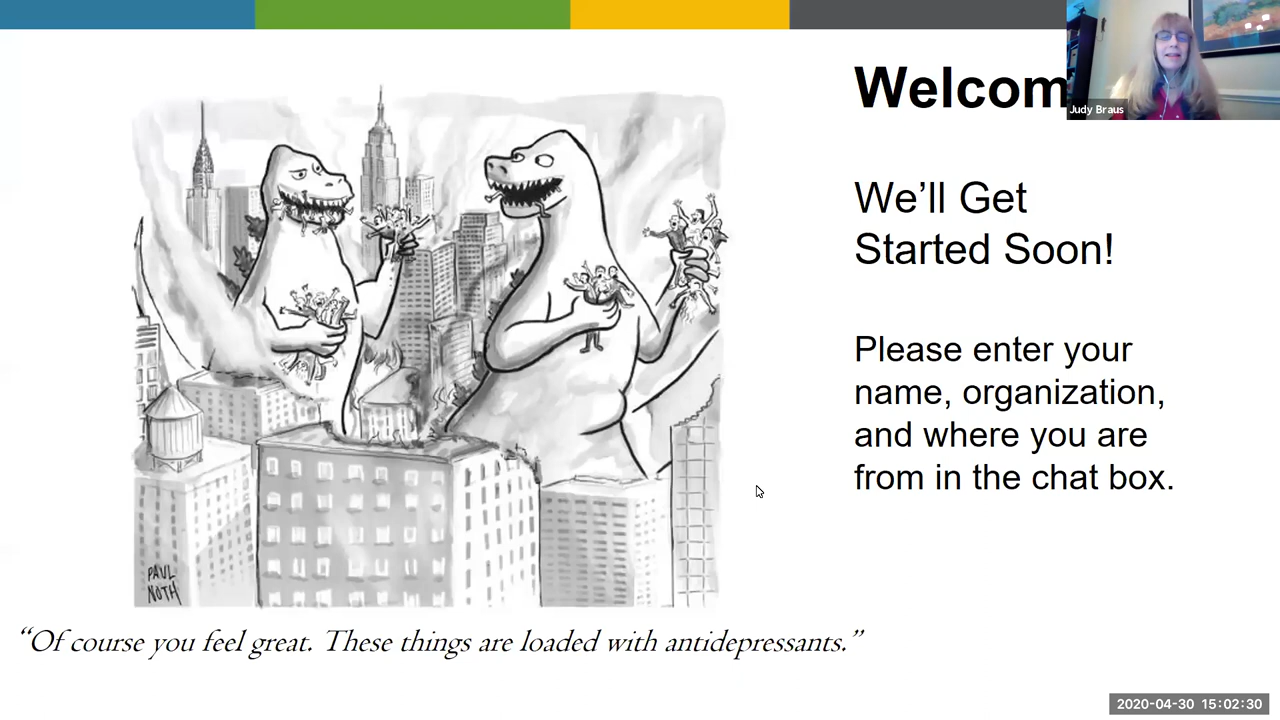 Welcom
Judy Braus
We’ll Get
Started Soon!
Please enter your
name, organization,
and where you are
from in the chat box.
PAUL
NOTH
“Of course you feel great. These things are loaded with antidepressants.”
2020-04-30 15:02:30